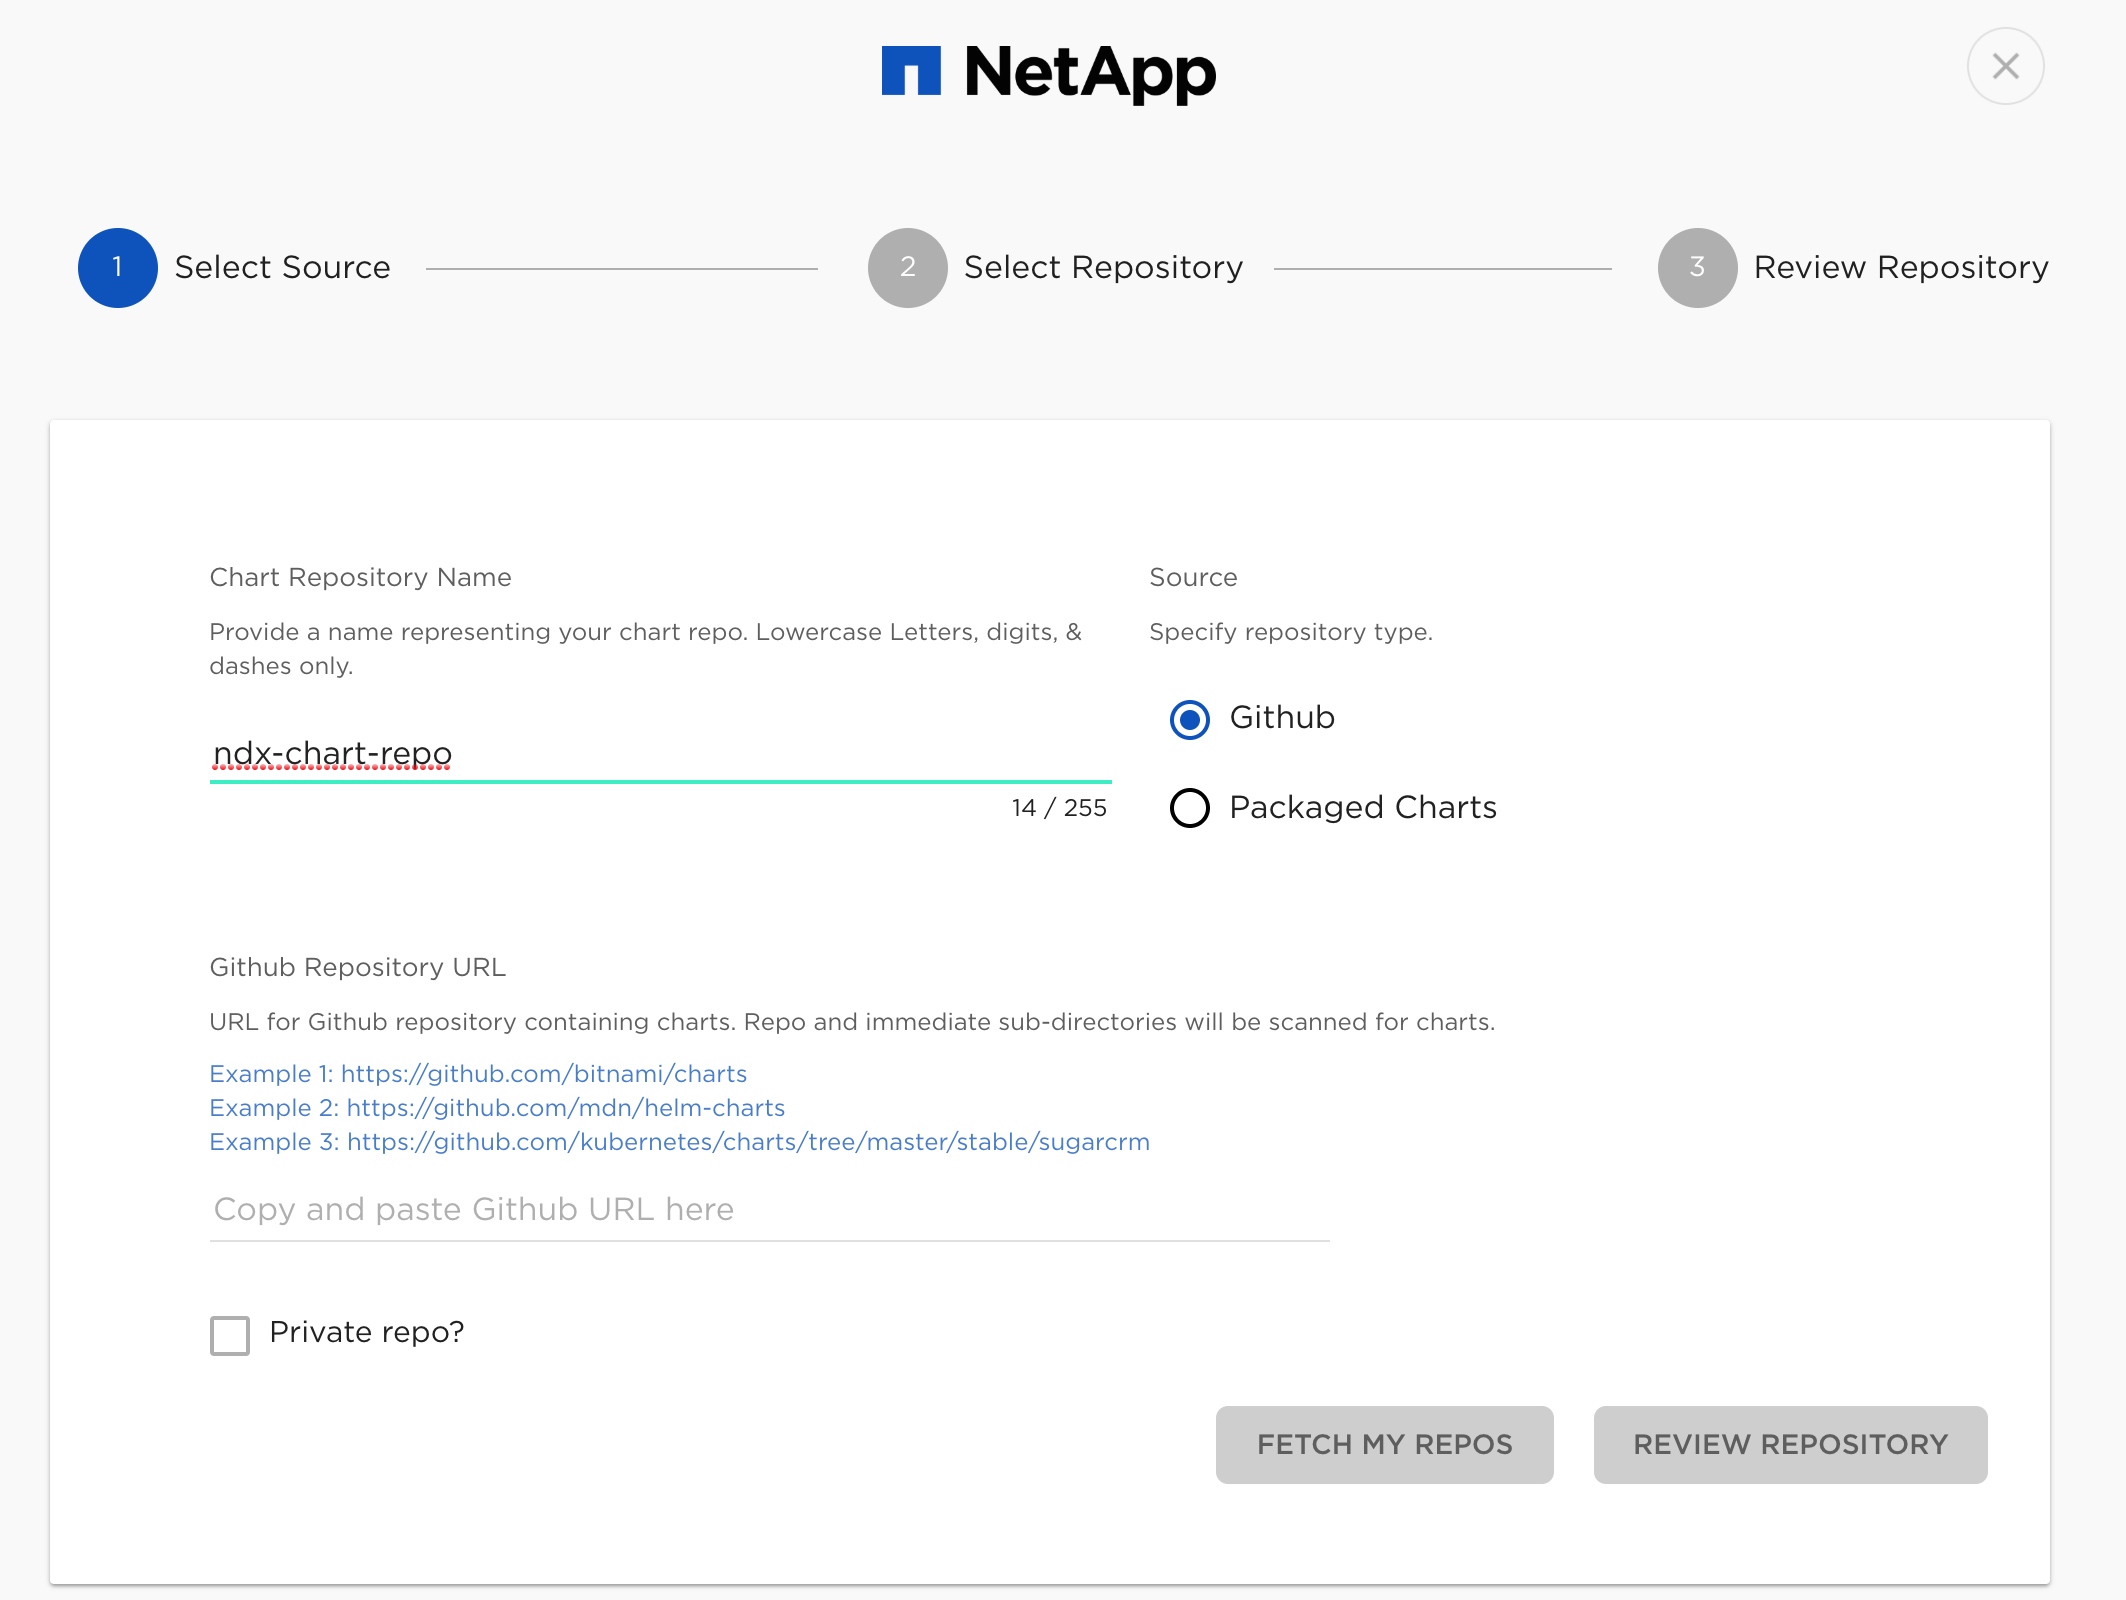 NetApp
1 Select Source
2 Select Repository
3 Review Repository
Chart Repository Name
Provide a name representing your chart repo. Lowercase Letters, digits, &
dashes only.
ndx-chart-repo
14 / 255
Source
Specify repository type.
Github
Packaged Charts
Github Repository URL
URL for Github repository containing charts. Repo and immediate sub-directories will be scanned for charts.
Example 1: https://github.com/bitnami/charts
Example 2: https://github.com/mdn/helm-charts
Example 3: https://github.com/kubernetes/charts/tree/master/stable/sugarcrm
Copy and paste Github URL here
Private repo?
FETCH MY REPOS
REVIEW REPOSITORY